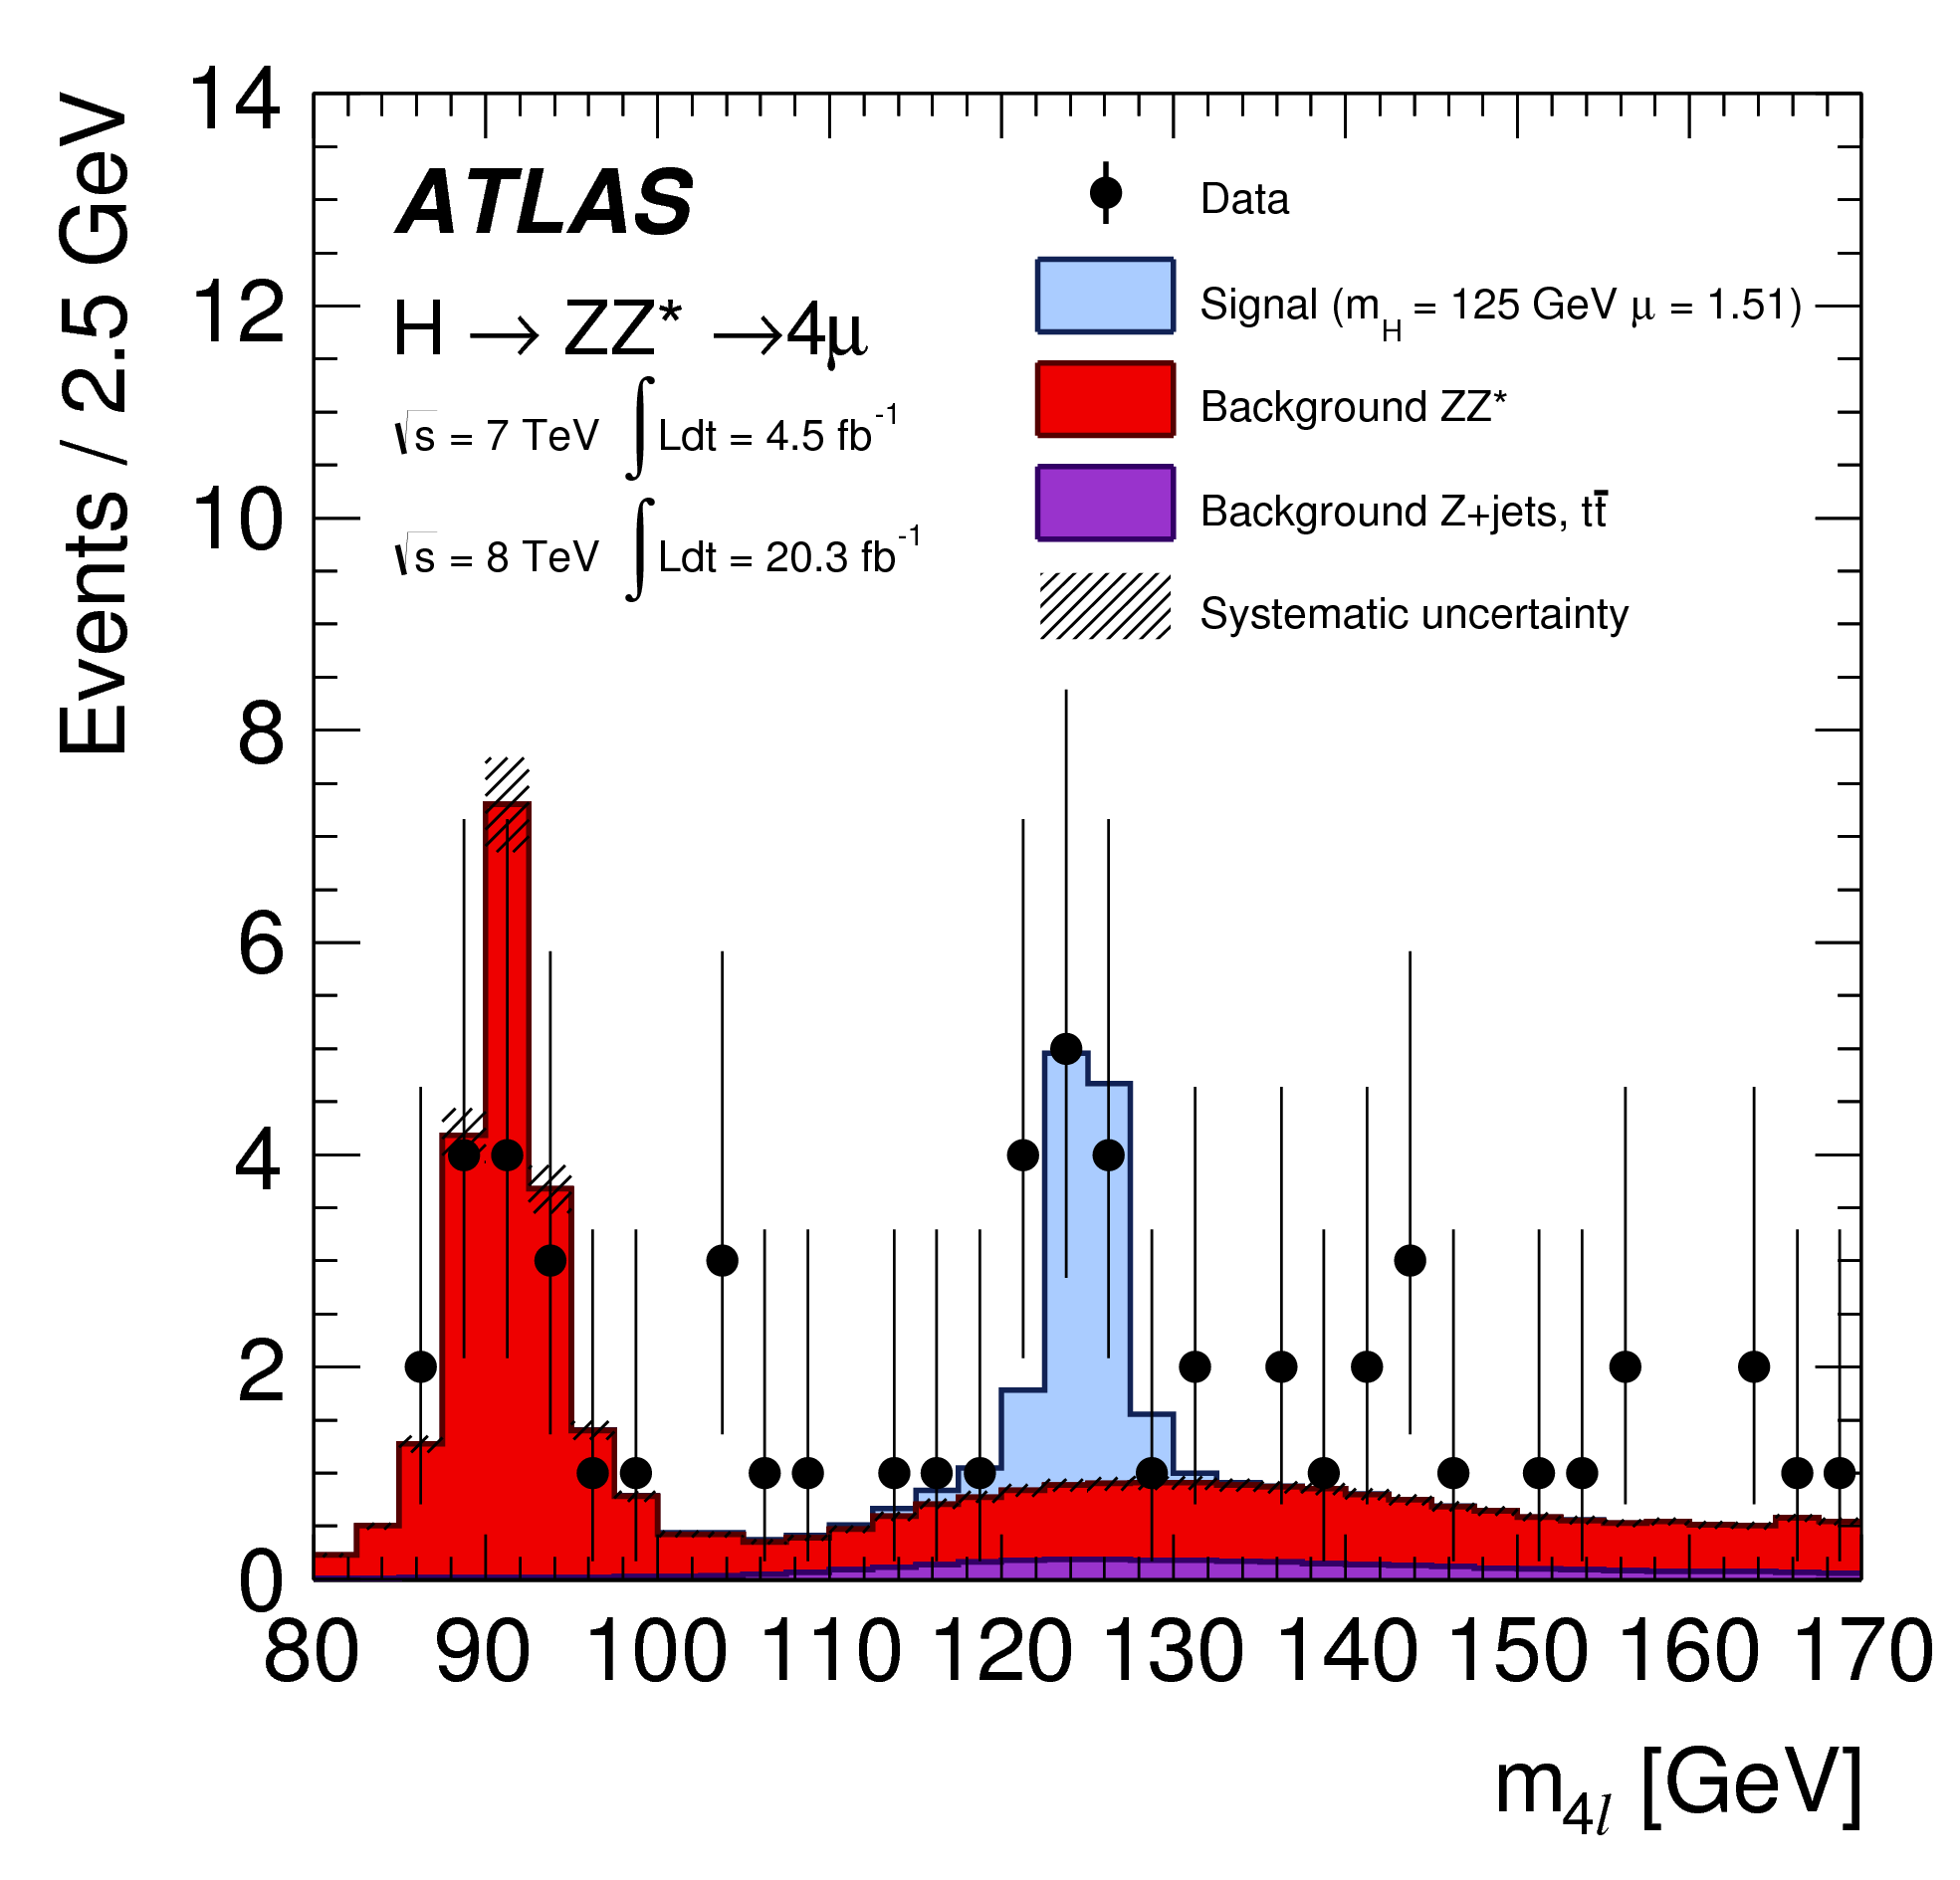 Events / 2.5 GeV
14
12
10
8
6
4
2
0
ATLAS
H → ZZ* →4μ
√s = 7 TeV ∫Ldt = 4.5 fb⁻¹
√s = 8 TeV ∫Ldt = 20.3 fb⁻¹
Data
Signal (m_H = 125 GeV μ = 1.51)
Background ZZ*
Background Z+jets, tt̄
Systematic uncertainty
80 90 100 110 120 130 140 150 160 170
m_4l [GeV]